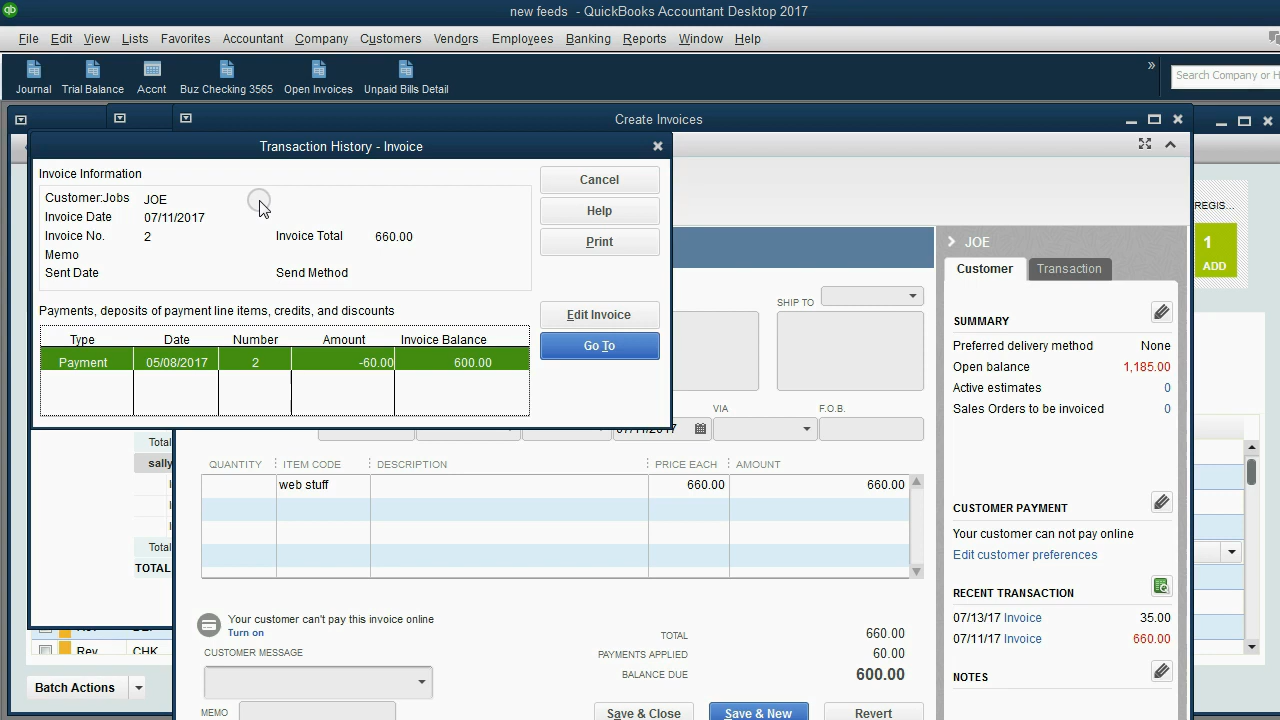 new feeds - QuickBooks Accountant Desktop 2017
File Edit View Lists Favorites Accountant Company Customers Vendors Employees Banking Reports Window Help
Journal Trial Balance Accnt Buz Checking 3565 Open Invoices Unpaid Bills Detail »
Search Company or H
Create Invoices
Transaction History - Invoice
Invoice Information
Customer:Jobs JOE
Invoice Date 07/11/2017
Invoice No. 2 Invoice Total 660.00
Memo
Sent Date Send Method
Payments, deposits of payment line items, credits, and discounts
Type Date Number Amount Invoice Balance
Payment 05/08/2017 2 -60.00 600.00
Cancel
Help
Print
Edit Invoice
Go To
SHIP TO
VIA F.O.B.
07/11/2017
QUANTITY ITEM CODE DESCRIPTION PRICE EACH AMOUNT
web stuff 660.00 660.00
Your customer can't pay this invoice online
Turn on
CUSTOMER MESSAGE
MEMO
TOTAL 660.00
PAYMENTS APPLIED 60.00
BALANCE DUE 600.00
Save & Close Save & New Revert
JOE
Customer Transaction
SUMMARY
Preferred delivery method None
Open balance 1,185.00
Active estimates 0
Sales Orders to be invoiced 0
CUSTOMER PAYMENT
Your customer can not pay online
Edit customer preferences
RECENT TRANSACTION
07/13/17 Invoice 35.00
07/11/17 Invoice 660.00
NOTES
REGIS...
1
ADD
Total
sally
Total
TOTAL
Rev CHK
Batch Actions